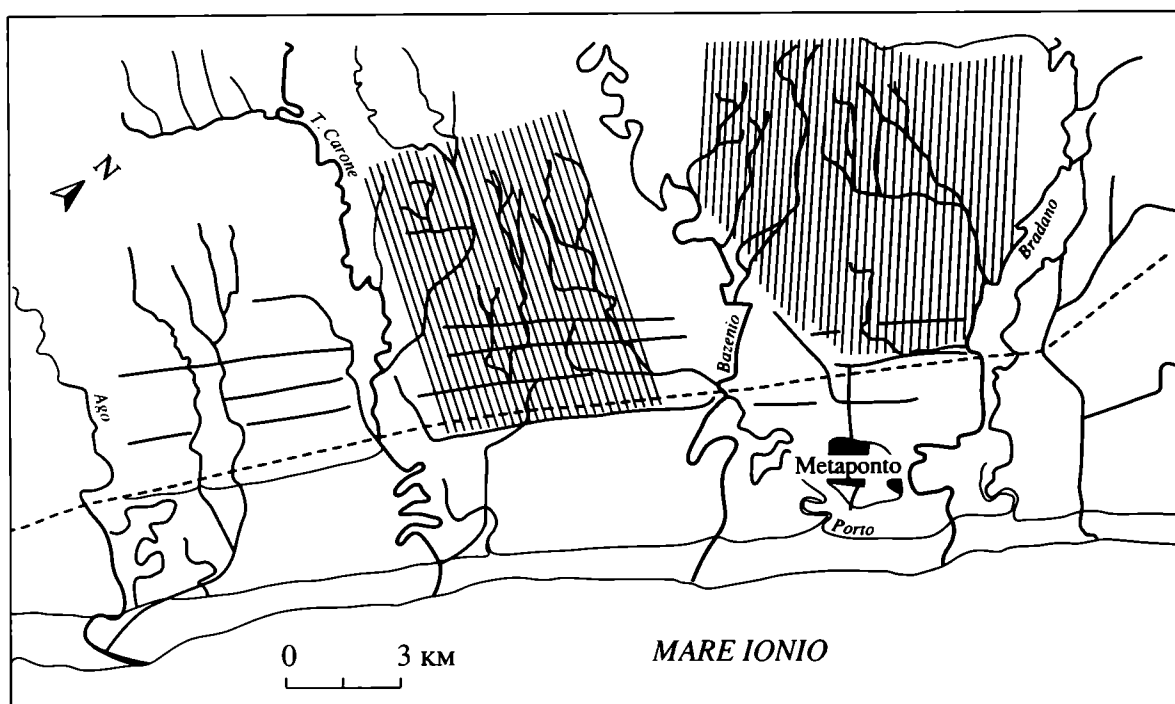 N
T. Carone
Bradano
Bazenio
Ago
Metaponto
Porto
0 3 км
MARE IONIO